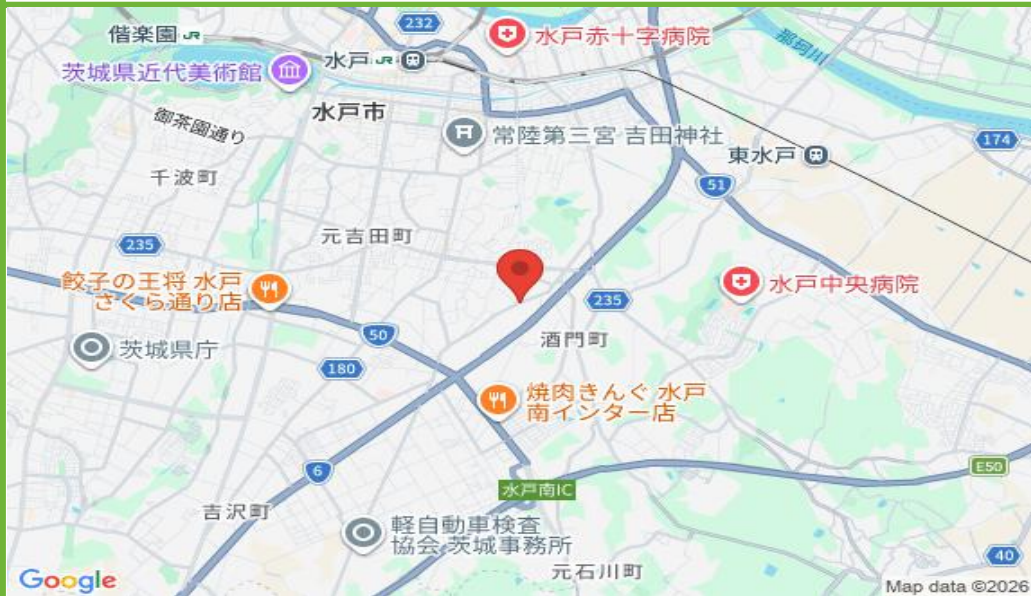 232
偕楽園 JR
水戸赤十字病院
那珂川
水戸 JR
茨城県近代美術館
水戸市
御茶園通り
常陸第三宮 吉田神社
174
東水戸
千波町
51
元吉田町
235
餃子の王将 水戸
さくら通り店
水戸中央病院
235
50
酒門町
茨城県庁
180
焼肉きんぐ 水戸
南インター店
6
E50
水戸南IC
吉沢町
軽自動車検査
協会 茨城事務所
40
元石川町
Google
Map data ©2026